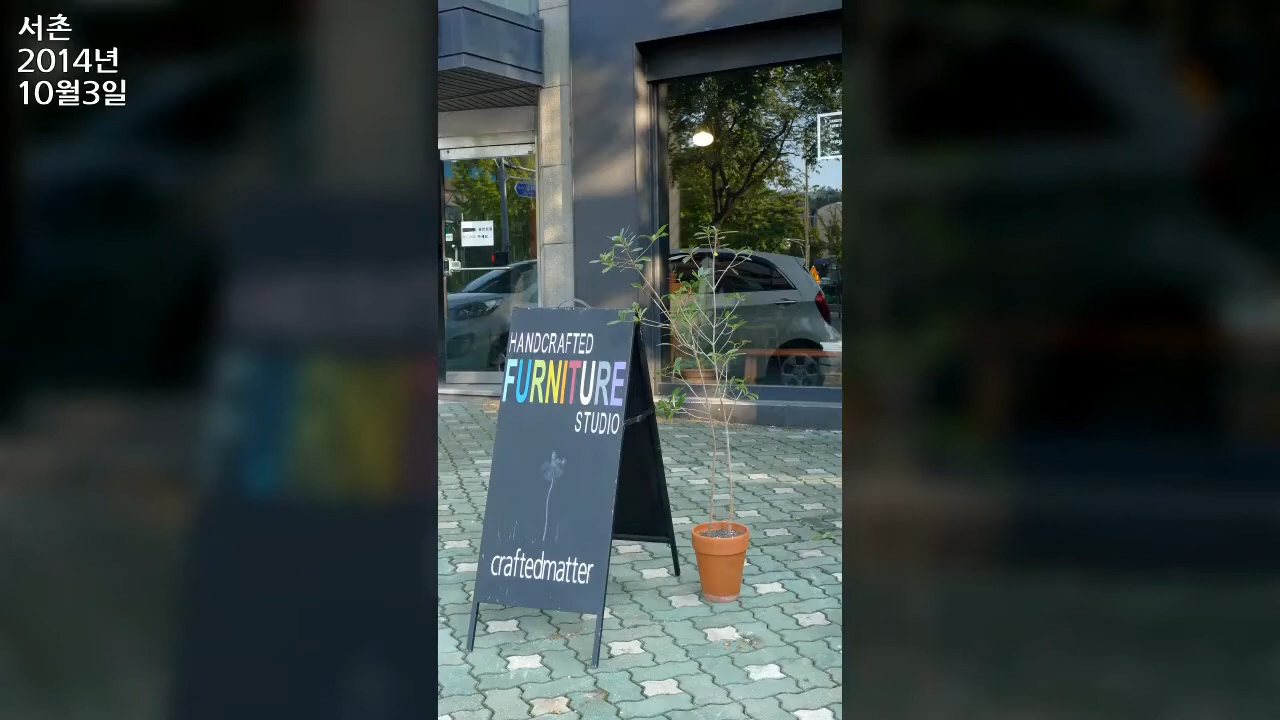 서촌
2014년
10월3일
HANDCRAFTED
FURNITURE
STUDIO
craftedmatter